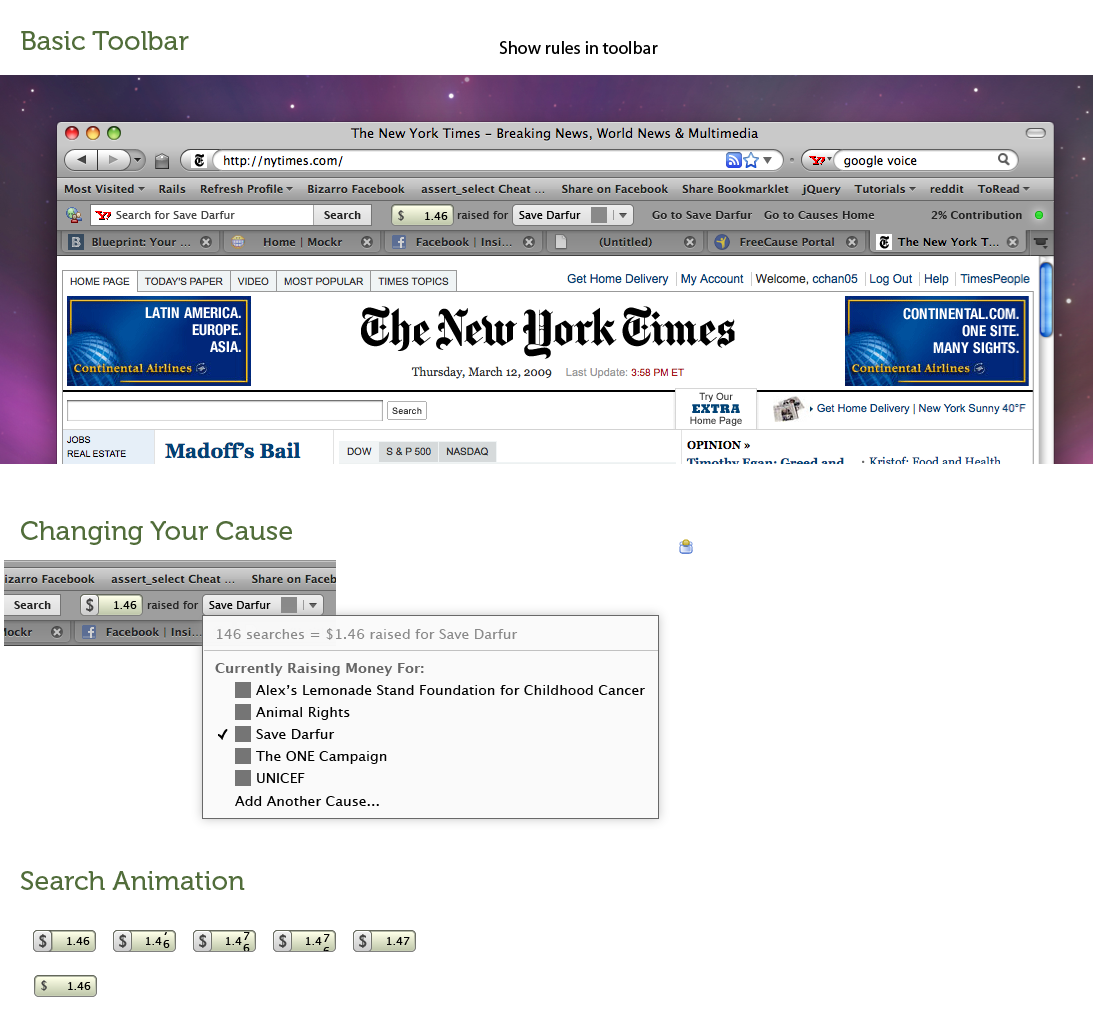 Basic Toolbar
Show rules in toolbar
The New York Times – Breaking News, World News & Multimedia
http://nytimes.com/
google voice
Most Visited Rails Refresh Profile Bizarro Facebook assert_select Cheat ... Share on Facebook Share Bookmarklet jQuery Tutorials reddit ToRead
Search for Save Darfur Search $ 1.46 raised for Save Darfur Go to Save Darfur Go to Causes Home 2% Contribution
Blueprint: Your ... Home | Mockr Facebook | Insi... (Untitled) FreeCause Portal The New York T...
HOME PAGE TODAY'S PAPER VIDEO MOST POPULAR TIMES TOPICS
Get Home Delivery My Account Welcome, cchan05 Log Out Help TimesPeople
LATIN AMERICA.
EUROPE.
ASIA.
Continental Airlines
The New York Times
Thursday, March 12, 2009 Last Update: 3:58 PM ET
CONTINENTAL.COM.
ONE SITE.
MANY SIGHTS.
Continental Airlines
Search
Try Our
EXTRA
Home Page
Get Home Delivery | New York Sunny 40°F
JOBS
REAL ESTATE
Madoff's Bail
DOW S & P 500 NASDAQ
OPINION »
Timothy Egan: Greed and
· Kristof: Food and Health
Changing Your Cause
izarro Facebook assert_select Cheat ... Share on Faceb
Search $ 1.46 raised for Save Darfur
Mockr Facebook | Insi...
146 searches = $1.46 raised for Save Darfur
Currently Raising Money For:
Alex's Lemonade Stand Foundation for Childhood Cancer
Animal Rights
Save Darfur
The ONE Campaign
UNICEF
Add Another Cause...
Search Animation
$ 1.46 $ 1.46 $ 1.476 $ 1.476 $ 1.47
$ 1.46